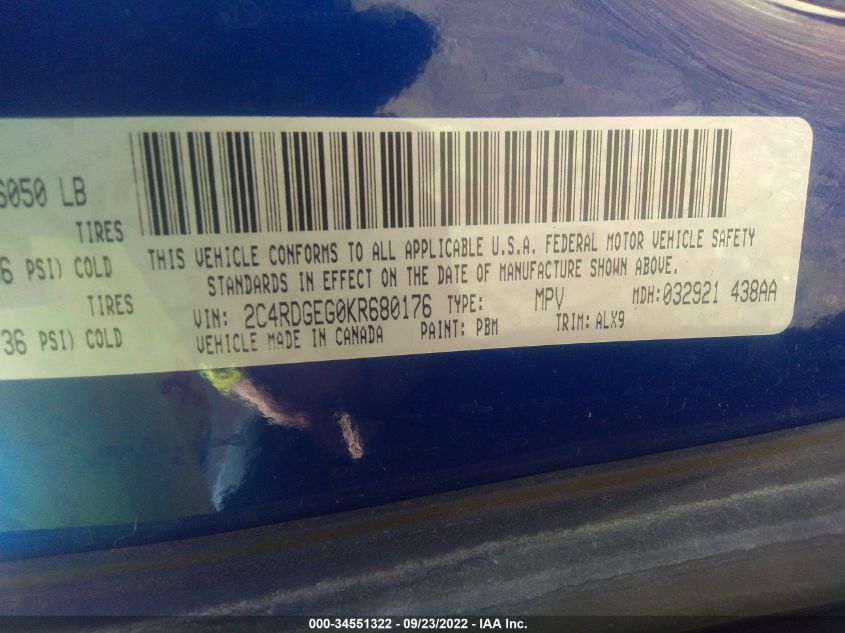 6050 LB
TIRES
6 PSI) COLD
TIRES
36 PSI) COLD
THIS VEHICLE CONFORMS TO ALL APPLICABLE U.S.A. FEDERAL MOTOR VEHICLE SAFETY
STANDARDS IN EFFECT ON THE DATE OF MANUFACTURE SHOWN ABOVE.
VIN: 2C4RDGEG0KR680176 TYPE: MPV MDH: 032921 438AA
VEHICLE MADE IN CANADA PAINT: PBM TRIM: ALX9
000-34551322 - 09/23/2022 - IAA Inc.